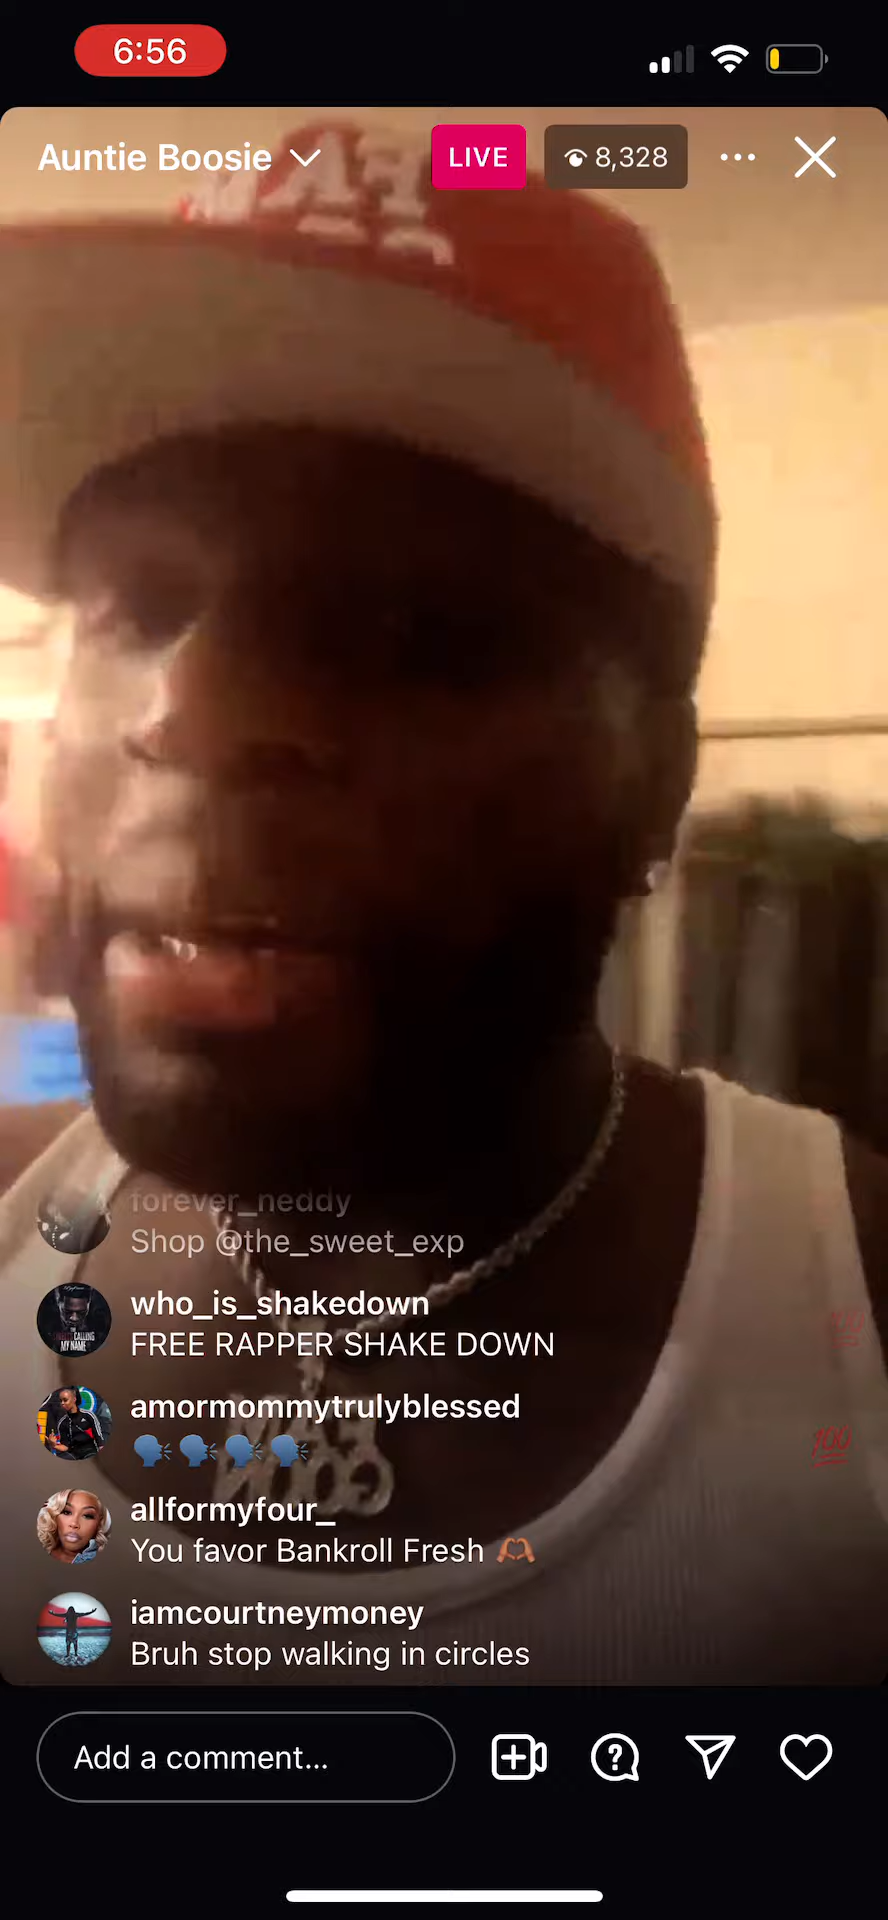 6:56
Auntie Boosie
LIVE
8,328
forever_neddy
Shop @the_sweet_exp
who_is_shakedown
FREE RAPPER SHAKE DOWN
amormommytrulyblessed
allformyfour_
You favor Bankroll Fresh
iamcourtneymoney
Bruh stop walking in circles
Add a comment...